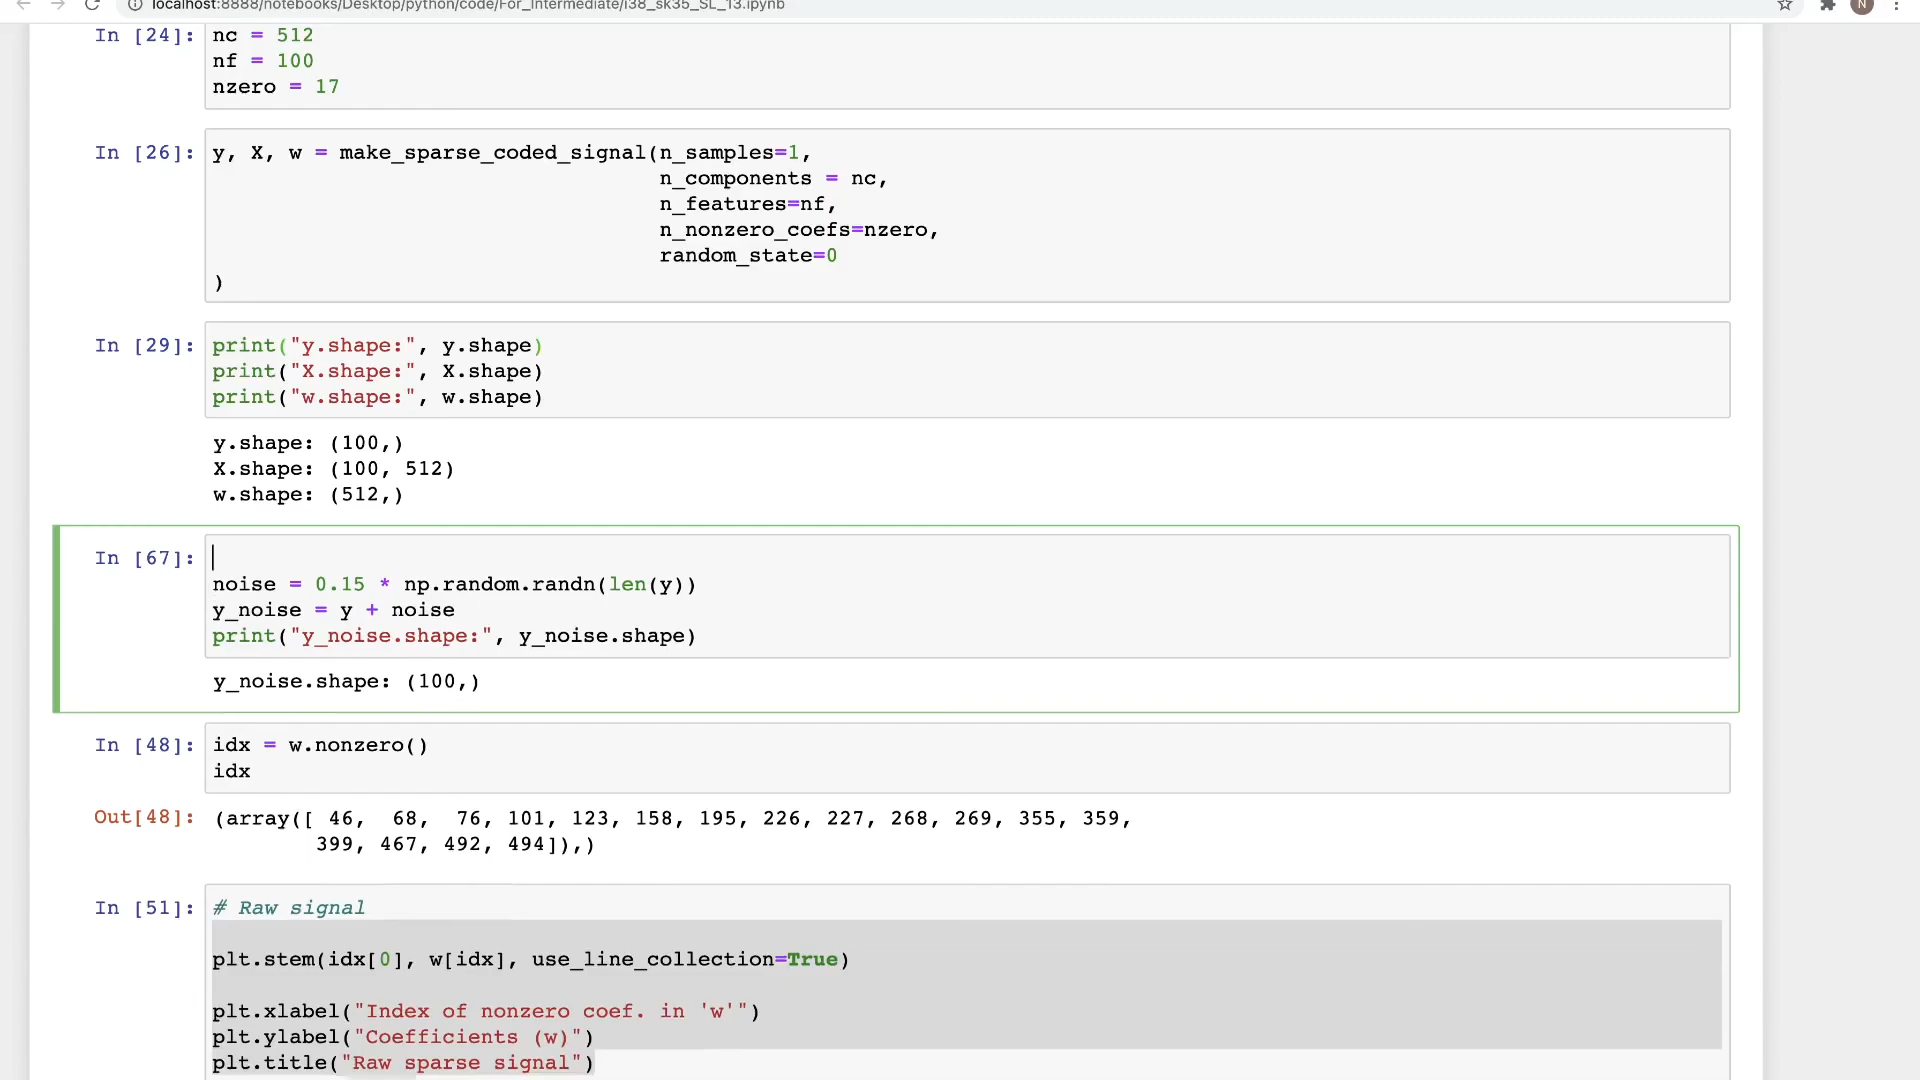 localhost:8888/notebooks/Desktop/python/code/For_Intermediate/i38_sk35_SL_13.ipynb
N
In [24]:
nc = 512
nf = 100
nzero = 17
In [26]:
y, X, w = make_sparse_coded_signal(n_samples=1,
n_components = nc,
n_features=nf,
n_nonzero_coefs=nzero,
random_state=0
)
In [29]:
print("y.shape:", y.shape)
print("X.shape:", X.shape)
print("w.shape:", w.shape)
y.shape: (100,)
X.shape: (100, 512)
w.shape: (512,)
In [67]:
noise = 0.15 * np.random.randn(len(y))
y_noise = y + noise
print("y_noise.shape:", y_noise.shape)
y_noise.shape: (100,)
In [48]:
idx = w.nonzero()
idx
Out[48]:
(array([ 46,  68,  76, 101, 123, 158, 195, 226, 227, 268, 269, 355, 359,
399, 467, 492, 494]),)
In [51]:
# Raw signal
plt.stem(idx[0], w[idx], use_line_collection=True)
plt.xlabel("Index of nonzero coef. in 'w'")
plt.ylabel("Coefficients (w)")
plt.title("Raw sparse signal")